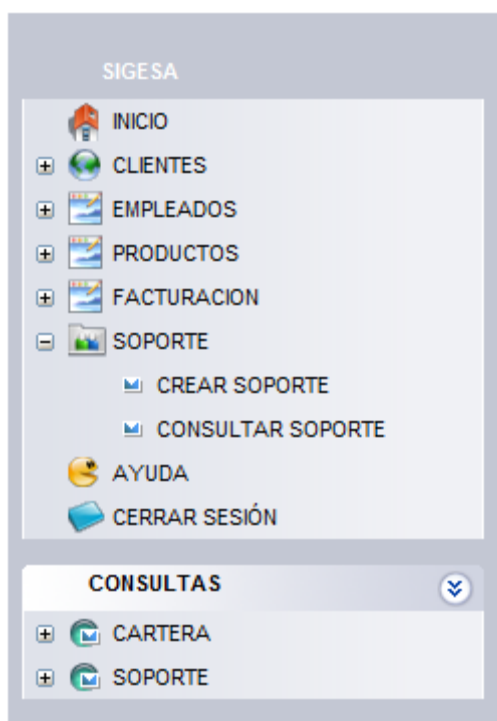 SIGESA
INICIO
CLIENTES
EMPLEADOS
PRODUCTOS
FACTURACION
SOPORTE
CREAR SOPORTE
CONSULTAR SOPORTE
AYUDA
CERRAR SESIÓN
CONSULTAS
CARTERA
SOPORTE